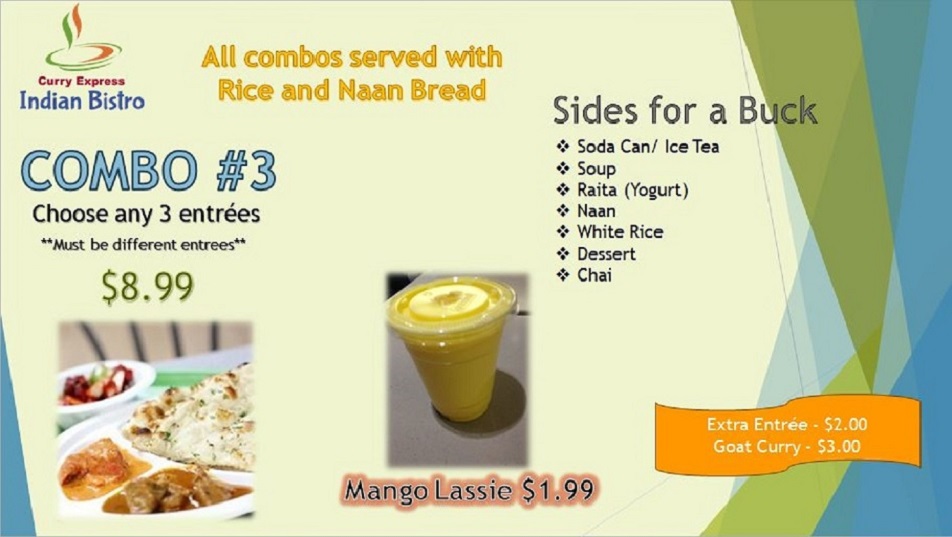 Curry Express
Indian Bistro
All combos served with
Rice and Naan Bread
COMBO #3
Choose any 3 entrées
**Must be different entrees**
$8.99
Sides for a Buck
❖ Soda Can/ Ice Tea
❖ Soup
❖ Raita (Yogurt)
❖ Naan
❖ White Rice
❖ Dessert
❖ Chai
Mango Lassie $1.99
Extra Entrée - $2.00
Goat Curry - $3.00